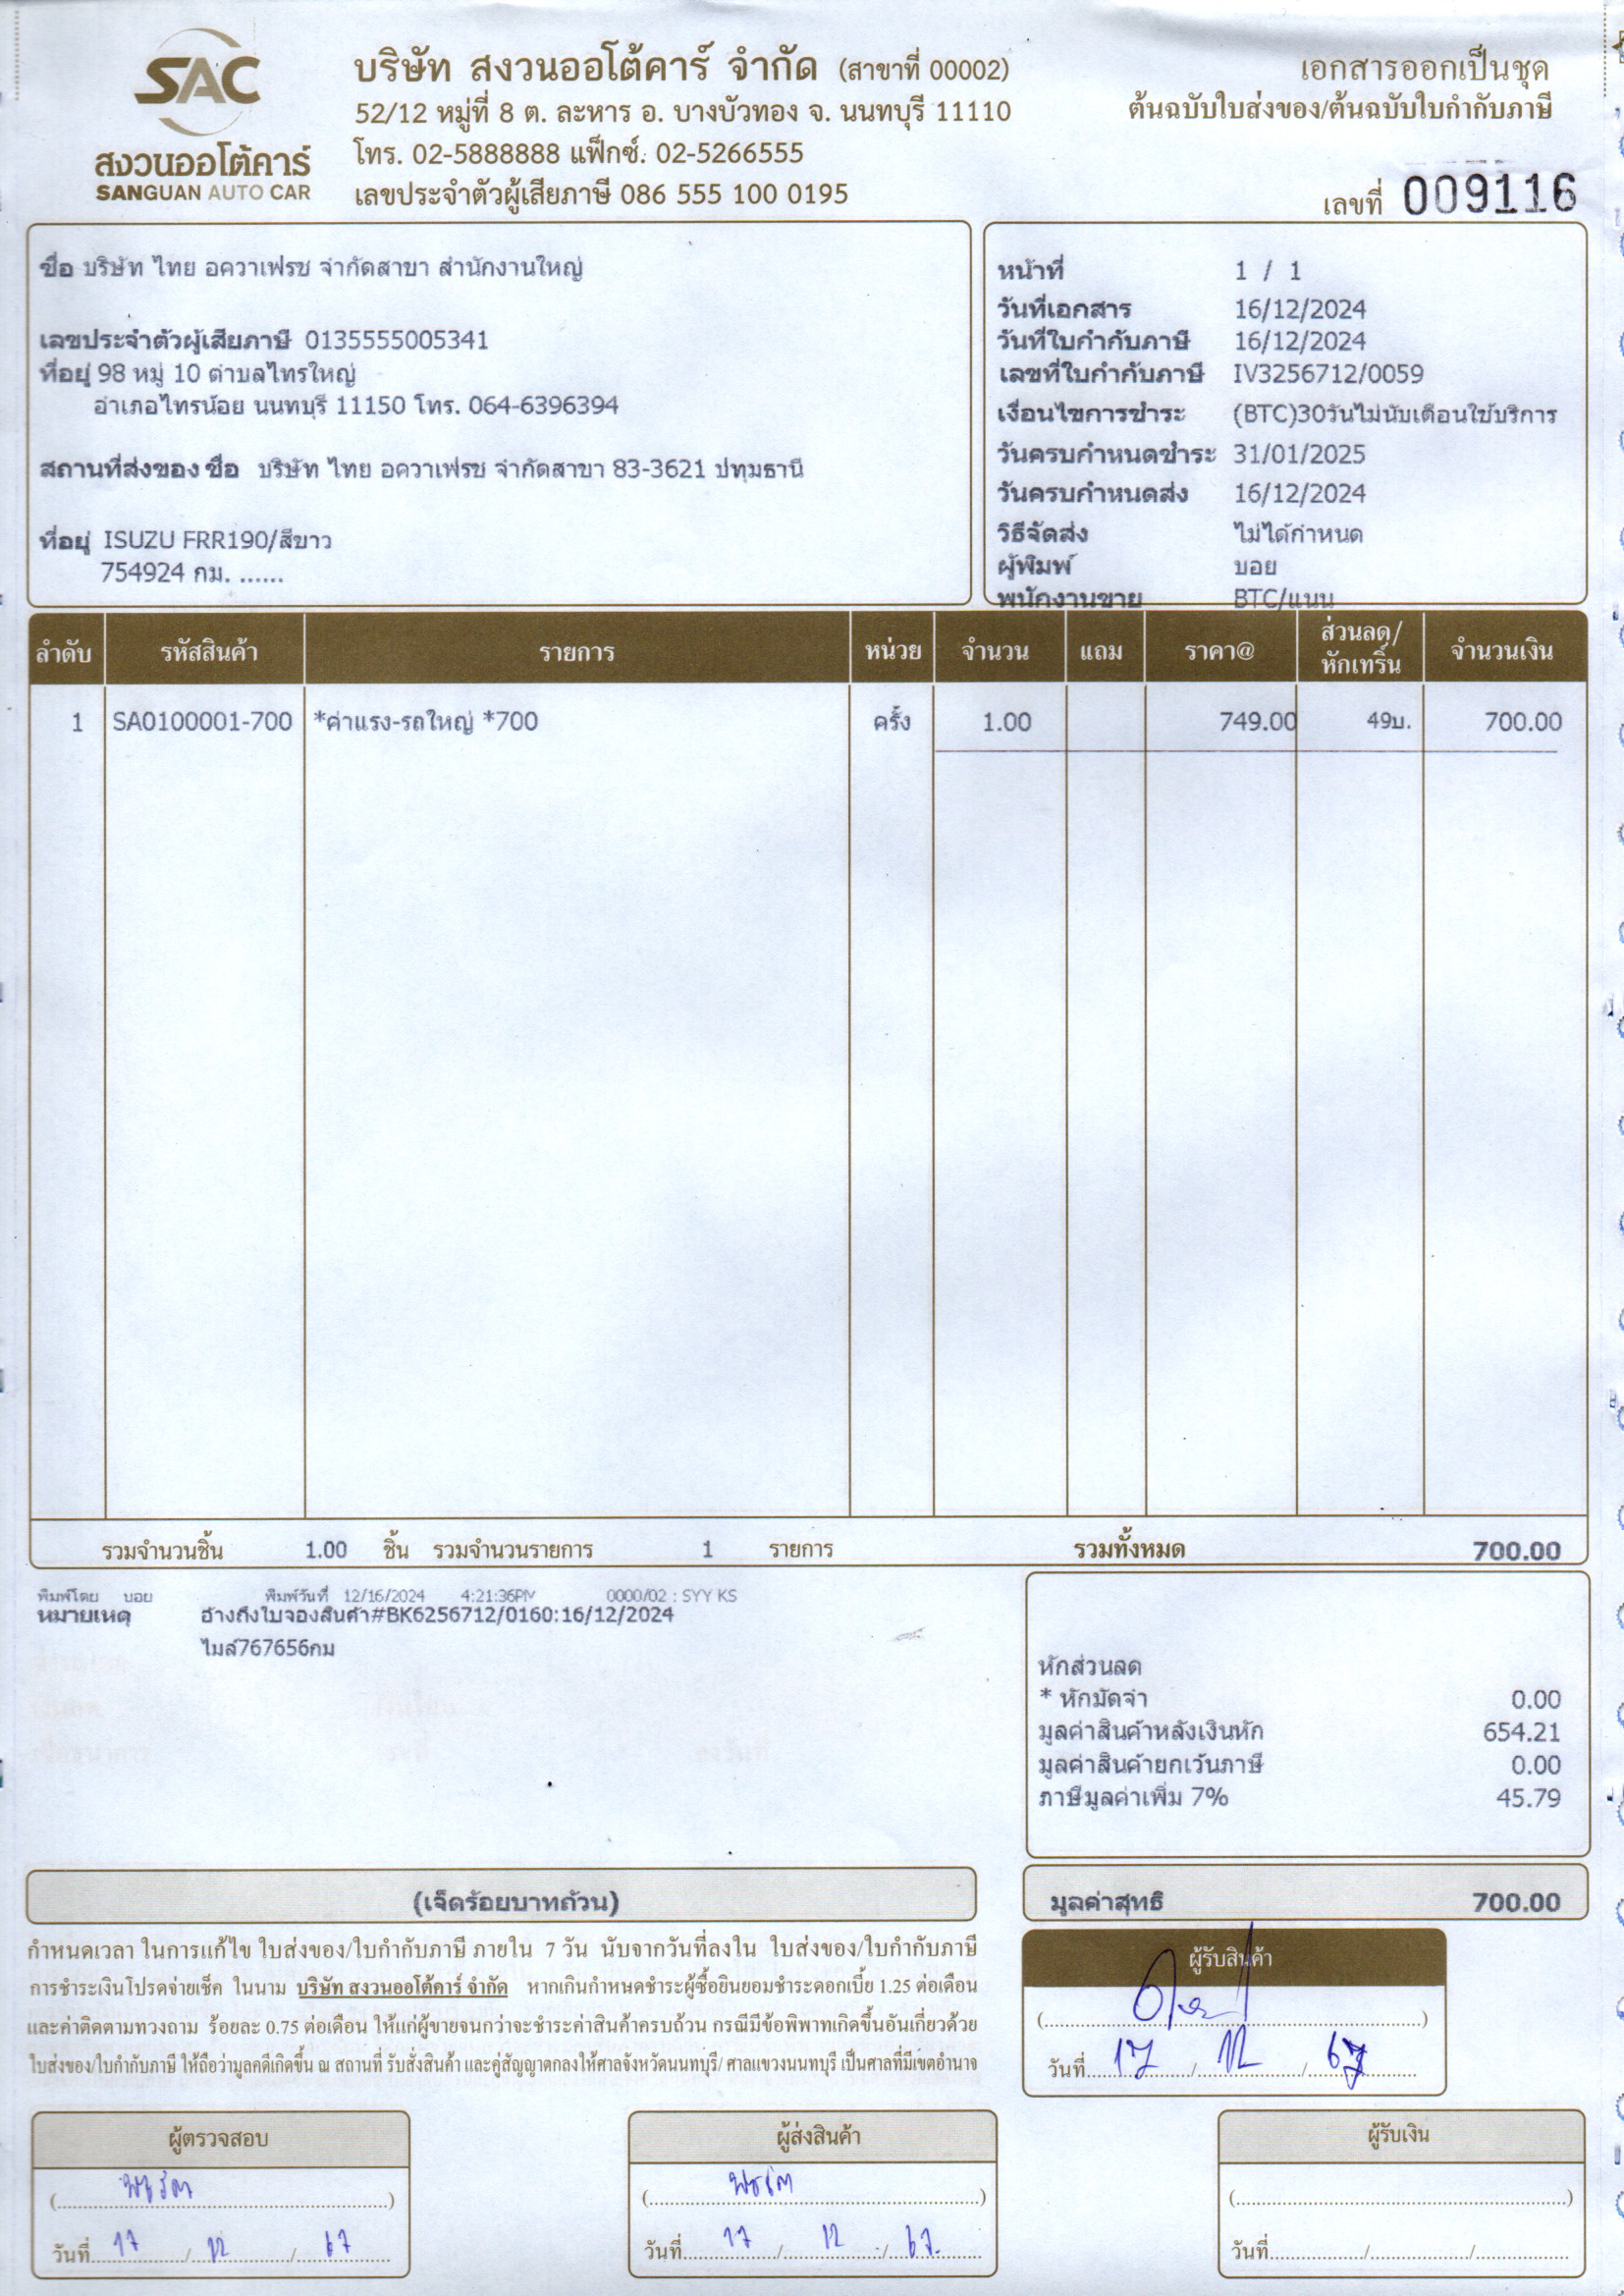 SAC
สงวนออโต้คาร์
SANGUAN AUTO CAR
บริษัท สงวนออโต้คาร์ จำกัด (สาขาที่ 00002)
52/12 หมู่ที่ 8 ต. ละหาร อ. บางบัวทอง จ. นนทบุรี 11110
โทร. 02-5888888 แฟ็กซ์. 02-5266555
เลขประจำตัวผู้เสียภาษี 086 555 100 0195
เอกสารออกเป็นชุด
ต้นฉบับใบส่งของ/ต้นฉบับใบกำกับภาษี
เลขที่ 009116
ชื่อ บริษัท ไทย อควาเฟรช จำกัดสาขา สำนักงานใหญ่
เลขประจำตัวผู้เสียภาษี 0135555005341
ที่อยู่ 98 หมู่ 10 ตำบลไทรใหญ่
อำเภอไทรน้อย นนทบุรี 11150 โทร. 064-6396394
สถานที่ส่งของ ชื่อ บริษัท ไทย อควาเฟรช จำกัดสาขา 83-3621 ปทุมธานี
ที่อยู่ ISUZU FRR190/สีขาว
754924 กม. ......
หน้าที่ 1 / 1
วันที่เอกสาร 16/12/2024
วันที่ใบกำกับภาษี 16/12/2024
เลขที่ใบกำกับภาษี IV3256712/0059
เงื่อนไขการชำระ (BTC)30วันไม่นับเดือนใช้บริการ
วันครบกำหนดชำระ 31/01/2025
วันครบกำหนดส่ง 16/12/2024
วิธีจัดส่ง ไม่ได้กำหนด
ผู้พิมพ์ บอย
พนักงานขาย BTC/แนน
ลำดับ รหัสสินค้า รายการ หน่วย จำนวน แถม ราคา@ ส่วนลด/หักเทริ์น จำนวนเงิน
1 SA0100001-700 *ค่าแรง-รถใหญ่ *700 ครั้ง 1.00 749.00 49บ. 700.00
รวมจำนวนชิ้น 1.00 ชิ้น รวมจำนวนรายการ 1 รายการ รวมทั้งหมด 700.00
พิมพ์โดย บอย พิมพ์วันที่ 12/16/2024 4:21:36PM 0000/02 : SYY KS
หมายเหตุ อ้างถึงใบจองสินค้า#BK6256712/0160:16/12/2024
ไมล์767656กม
หักส่วนลด
* หักมัดจำ 0.00
มูลค่าสินค้าหลังเงินหัก 654.21
มูลค่าสินค้ายกเว้นภาษี 0.00
ภาษีมูลค่าเพิ่ม 7% 45.79
(เจ็ดร้อยบาทถ้วน)
มูลค่าสุทธิ 700.00
กำหนดเวลา ในการแก้ไข ใบส่งของ/ใบกำกับภาษี ภายใน 7 วัน นับจากวันที่ลงใน ใบส่งของ/ใบกำกับภาษี
การชำระเงินโปรดจ่ายเช็ค ในนาม บริษัท สงวนออโต้คาร์ จำกัด หากเกินกำหนดชำระผู้ซื้อยินยอมชำระดอกเบี้ย 1.25 ต่อเดือน
และค่าติดตามทวงถาม ร้อยละ 0.75 ต่อเดือน ให้แก่ผู้ขายจนกว่าจะชำระค่าสินค้าครบถ้วน กรณีมีข้อพิพาทเกิดขึ้นอันเกี่ยวด้วย
ใบส่งของ/ใบกำกับภาษี ให้ถือว่ามูลคดีเกิดขึ้น ณ สถานที่ รับสั่งสินค้า และคู่สัญญาตกลงให้ศาลจังหวัดนนทบุรี/ ศาลแขวงนนทบุรี เป็นศาลที่มีเขตอำนาจ
ผู้รับสินค้า
วันที่ 17 / 12 / 67
ผู้ตรวจสอบ
วันที่ 17 / 12 / 67
ผู้ส่งสินค้า
วันที่ 17 / 12 / 67
ผู้รับเงิน
วันที่ / /